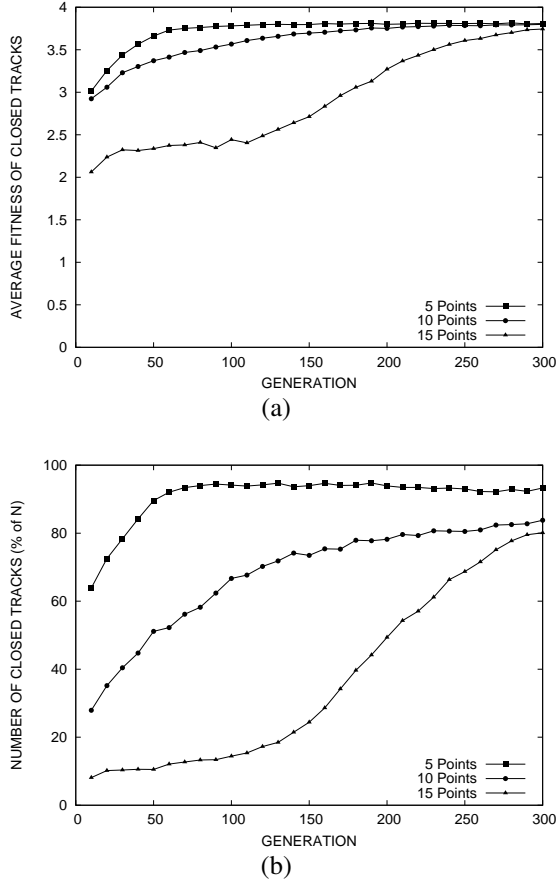 4
3.5
3
2.5
2
1.5
1
0.5
0
AVERAGE FITNESS OF CLOSED TRACKS
5 Points
10 Points
15 Points
0 50 100 150 200 250 300
GENERATION
(a)
100
80
60
40
20
0
NUMBER OF CLOSED TRACKS (% of N)
5 Points
10 Points
15 Points
0 50 100 150 200 250 300
GENERATION
(b)